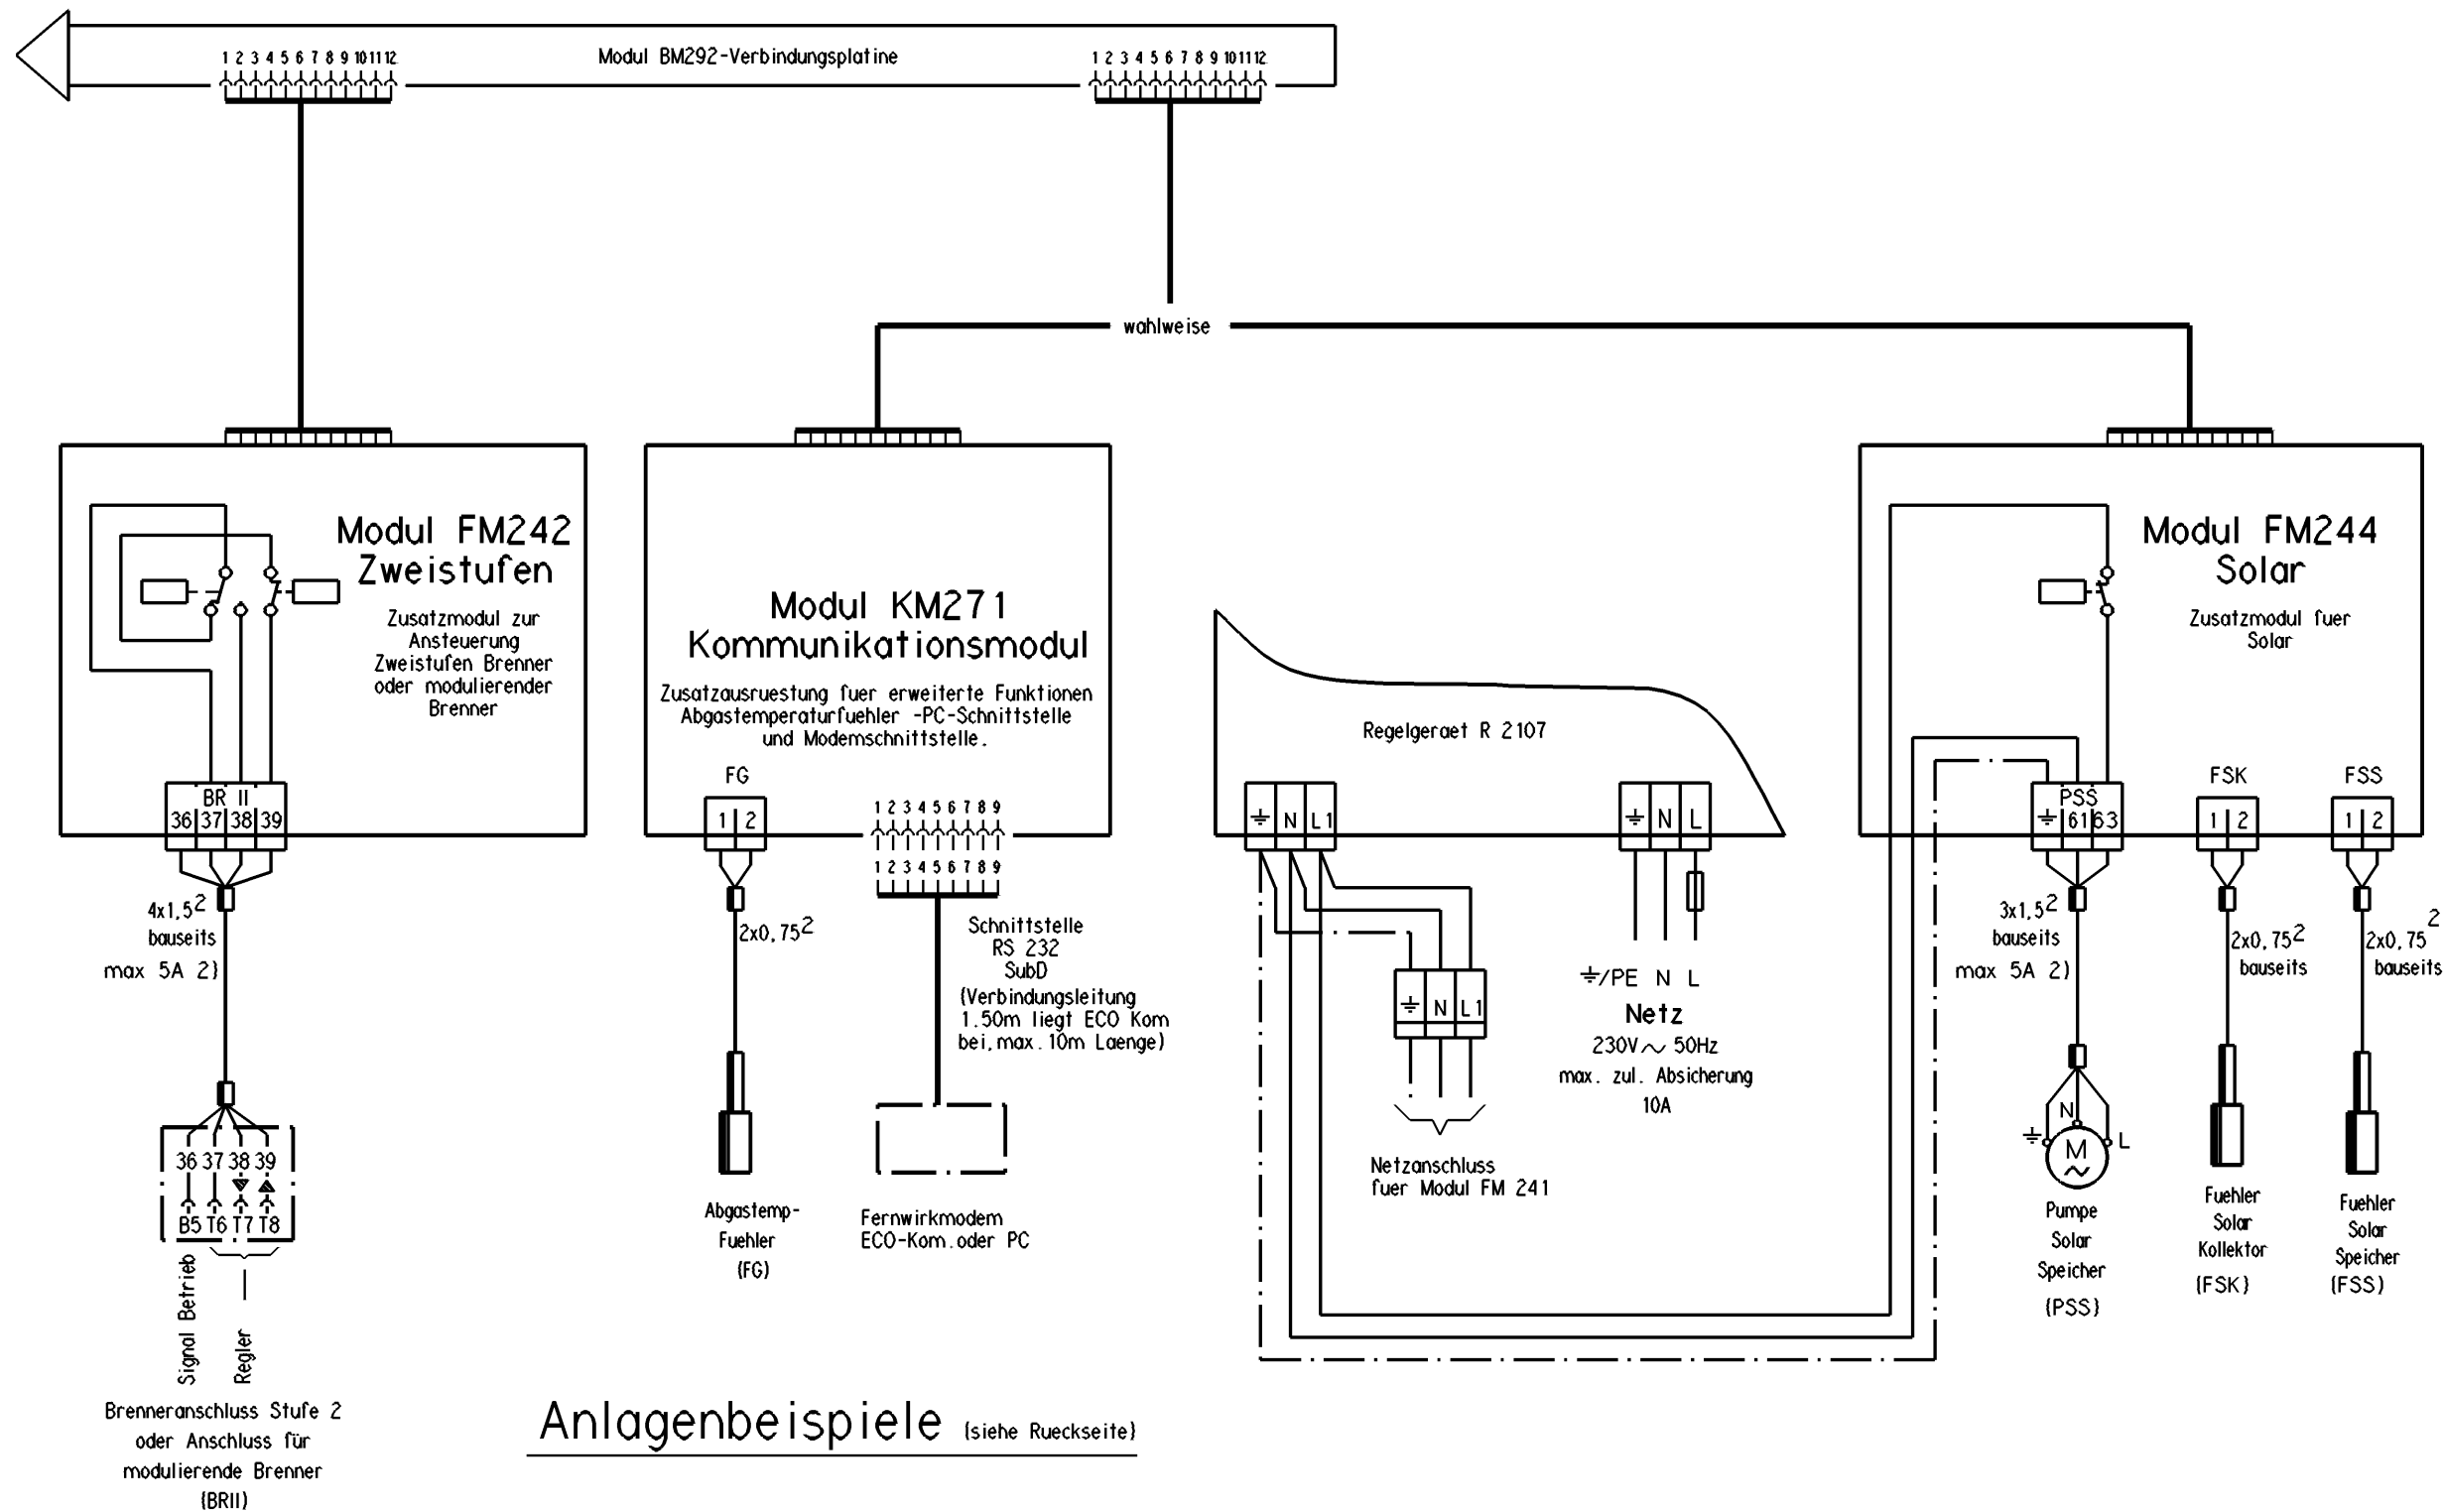 1 2 3 4 5 6 7 8 9 10 11 12
Modul BM292-Verbindungsplatine
1 2 3 4 5 6 7 8 9 10 11 12
wahlweise
Modul FM242
Zweistufen
Zusatzmodul zur
Ansteuerung
Zweistufen Brenner
oder modulierender
Brenner
BR II
36 37 38 39
4x1,5²
bauseits
max 5A 2)
36 37 38 39
B5 T6 T7 T8
Signal Betrieb
Regler
Brenneranschluss Stufe 2
oder Anschluss für
modulierende Brenner
(BRII)
Modul KM271
Kommunikationsmodul
Zusatzausruestung fuer erweiterte Funktionen
Abgastemperaturfuehler -PC-Schnittstelle
und Modemschnittstelle.
FG
1 2
2x0,75²
Abgastemp-
Fuehler
(FG)
1 2 3 4 5 6 7 8 9
1 2 3 4 5 6 7 8 9
Schnittstelle
RS 232
SubD
(Verbindungsleitung
1.50m liegt ECO Kom
bei,max.10m Laenge)
Fernwirkmodem
ECO-Kom.oder PC
Regelgeraet R 2107
⏚ N L1
⏚ N L
⏚ N L1
Netzanschluss
fuer Modul FM 241
⏚/PE N L
Netz
230V ~ 50Hz
max. zul. Absicherung
10A
Modul FM244
Solar
Zusatzmodul fuer
Solar
PSS
⏚ 61 63
3x1,5²
bauseits
max 5A 2)
N
⏚ L
M
~
Pumpe
Solar
Speicher
(PSS)
FSK
1 2
2x0,75²
bauseits
Fuehler
Solar
Kollektor
(FSK)
FSS
1 2
2x0,75²
bauseits
Fuehler
Solar
Speicher
(FSS)
Anlagenbeispiele (siehe Rueckseite)